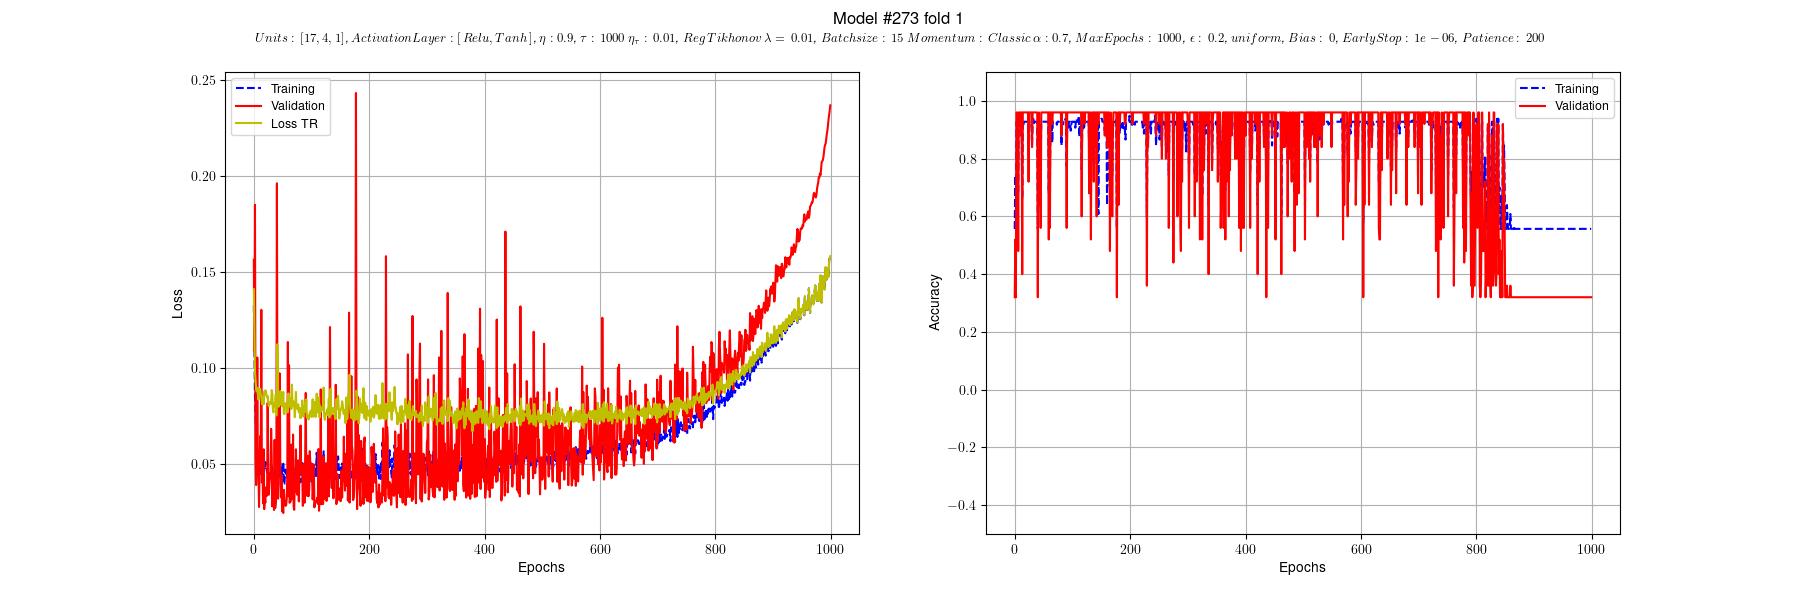 Model #273 fold 1
Units : [17, 4, 1], ActivationLayer : [Relu, Tanh], η : 0.9, τ : 1000 ητ : 0.01, RegTikhonov λ = 0.01, Batchsize : 15 Momentum : Classic α : 0.7, MaxEpochs : 1000, ϵ : 0.2, uniform, Bias : 0, EarlyStop : 1e − 06, Patience : 200
0.25
0.20
0.15
0.10
0.05
Loss
Training
Validation
Loss TR
0 200 400 600 800 1000
Epochs
1.0
0.8
0.6
0.4
0.2
0.0
−0.2
−0.4
Accuracy
Training
Validation
0 200 400 600 800 1000
Epochs